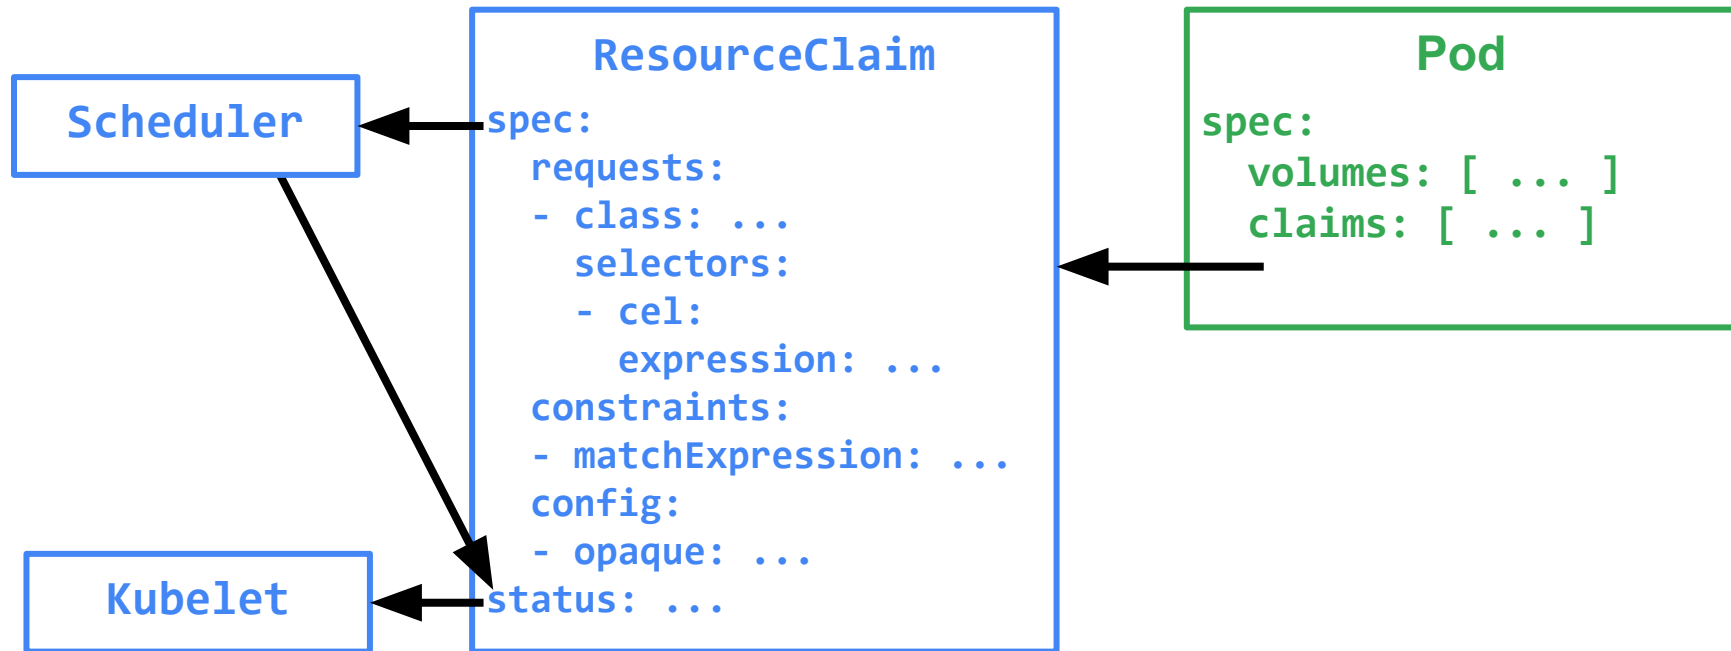 Scheduler
Kubelet
ResourceClaim
spec:
  requests:
  - class: ...
    selectors:
    - cel:
      expression: ...
  constraints:
  - matchExpression: ...
  config:
  - opaque: ...
status: ...
Pod
spec:
  volumes: [ ... ]
  claims: [ ... ]